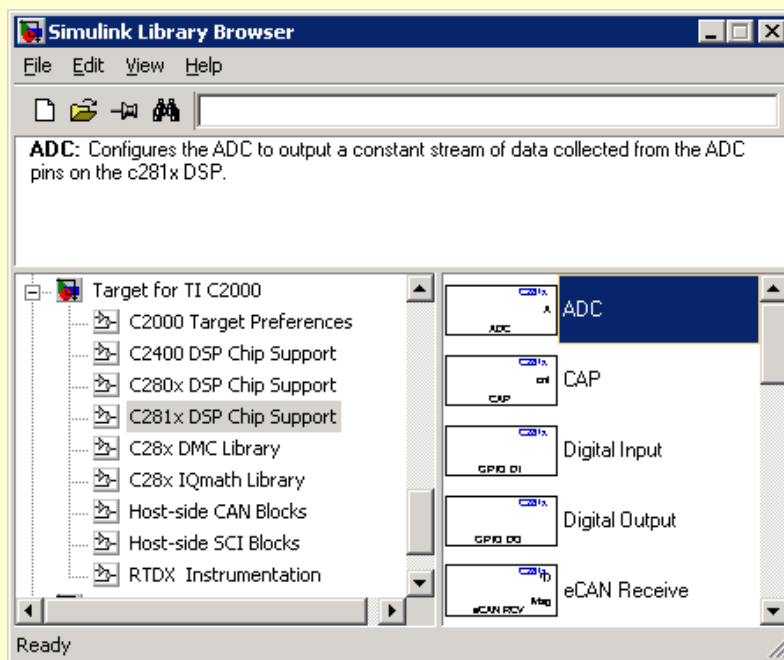 Simulink Library Browser
File Edit View Help
ADC: Configures the ADC to output a constant stream of data collected from the ADC
pins on the c281x DSP.
Target for TI C2000
C2000 Target Preferences
C2400 DSP Chip Support
C280x DSP Chip Support
C281x DSP Chip Support
C28x DMC Library
C28x IQmath Library
Host-side CAN Blocks
Host-side SCI Blocks
RTDX Instrumentation
C281x
A
ADC
ADC
C281x
cnt
CAP
CAP
C281x
GPIO DI
Digital Input
C281x
GPIO DO
Digital Output
C281x
Msg
eCAN RCV
eCAN Receive
Ready